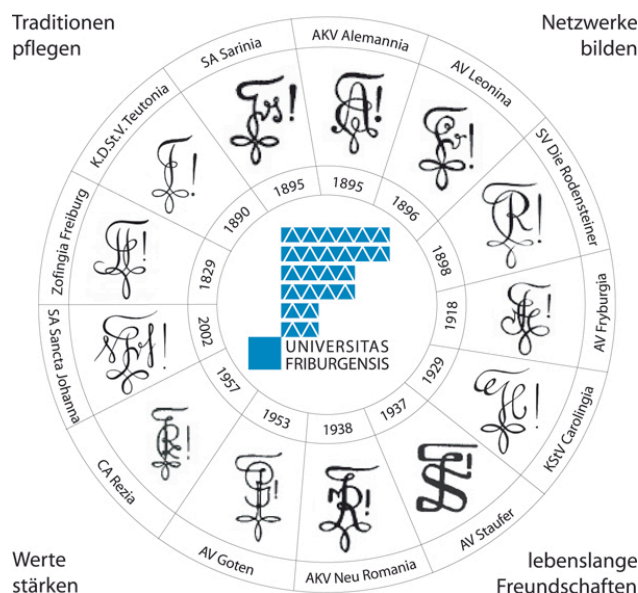 Traditionen
pflegen
Netzwerke
bilden
Zofingia Freiburg
1829
K.D.St.V. Teutonia
1890
SA Sarinia
1895
AKV Alemannia
1895
AV Leonina
1896
SV Die Rodensteiner
1898
AV Fryburgia
1918
KStV Carolingia
1929
AV Staufer
1937
AKV Neu Romania
1938
AV Goten
1953
CA Rezia
1957
SA Sancta Johanna
2002
UNIVERSITAS
FRIBURGENSIS
Werte
stärken
lebenslange
Freundschaften